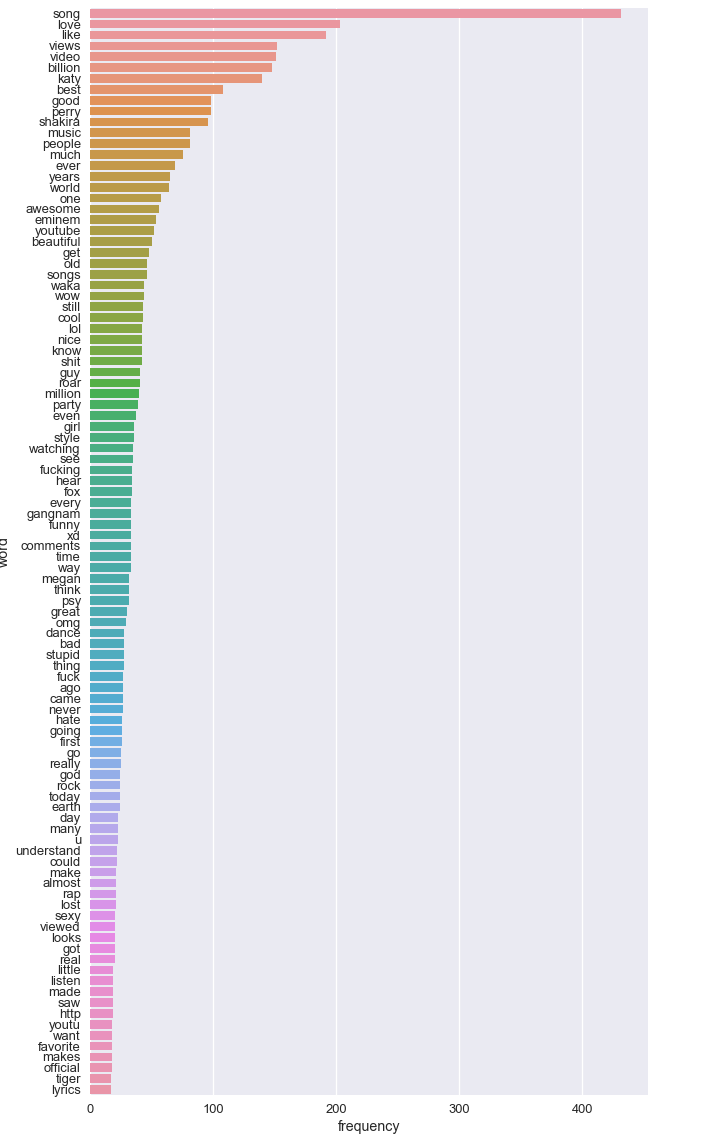 song
love
like
views
video
billion
katy
best
good
perry
shakira
music
people
much
ever
years
world
one
awesome
eminem
youtube
beautiful
get
old
songs
waka
wow
still
cool
lol
nice
know
shit
guy
roar
million
party
even
girl
style
watching
see
fucking
hear
fox
every
gangnam
funny
xd
comments
time
way
megan
think
psy
great
omg
dance
bad
stupid
thing
fuck
ago
came
never
hate
going
first
go
really
god
rock
today
earth
day
many
u
understand
could
make
almost
rap
lost
sexy
viewed
looks
got
real
little
listen
made
saw
http
youtu
want
favorite
makes
official
tiger
lyrics
word
0 100 200 300 400
frequency